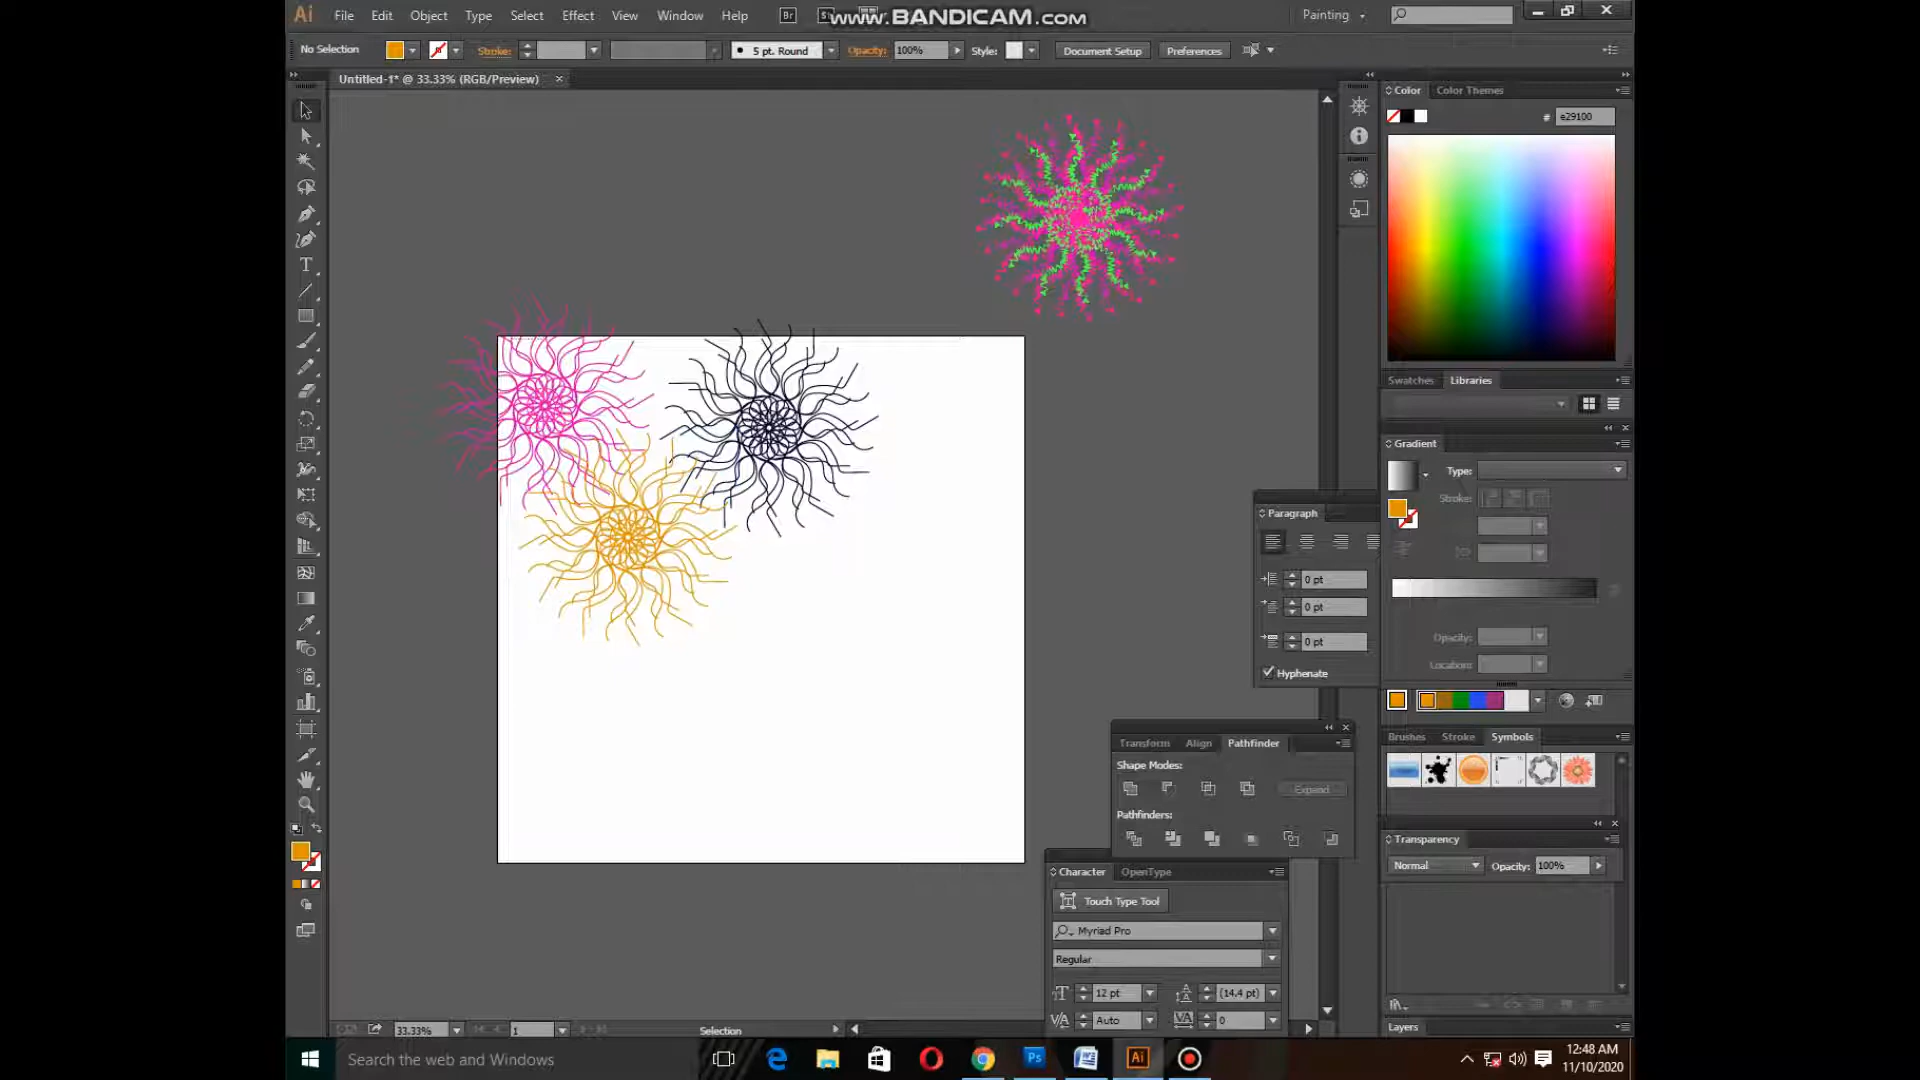 Ai File Edit Object Type Select Effect View Window Help Br St www.BANDICAM.com Painting
No Selection Stroke: 5 pt. Round Opacity: 100% Style: Document Setup Preferences
Untitled-1* @ 33.33% (RGB/Preview)
Color Color Themes
# e29100
Swatches Libraries
Gradient
Type:
Stroke:
Opacity:
Location:
Paragraph
0 pt
0 pt
0 pt
Hyphenate
Brushes Stroke Symbols
Transform Align Pathfinder
Shape Modes:
Expand
Pathfinders:
Transparency
Normal Opacity: 100%
Character OpenType
Touch Type Tool
Myriad Pro
Regular
12 pt (14.4 pt)
Auto 0
Layers
33.33% 1 Selection
Search the web and Windows
Ps Ai
12:48 AM
11/10/2020